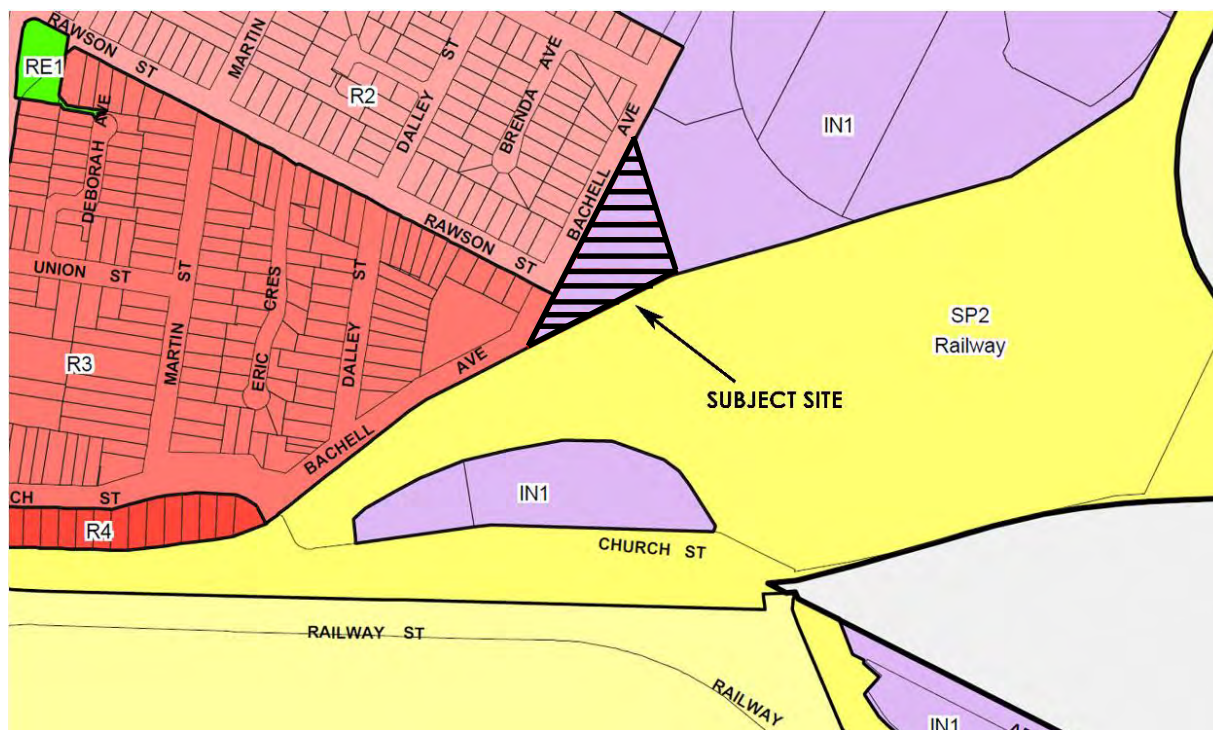 RAWSON ST
RE1
MARTIN
R2
DALLEY ST
BRENDA AVE
BACHELL AVE
IN1
DEBORAH AVE
RAWSON ST
UNION ST
MARTIN ST
ERIC CRES
DALLEY ST
R3
BACHELL AVE
SP2
Railway
SUBJECT SITE
CH ST
R4
IN1
CHURCH ST
RAILWAY ST
RAILWAY
IN1